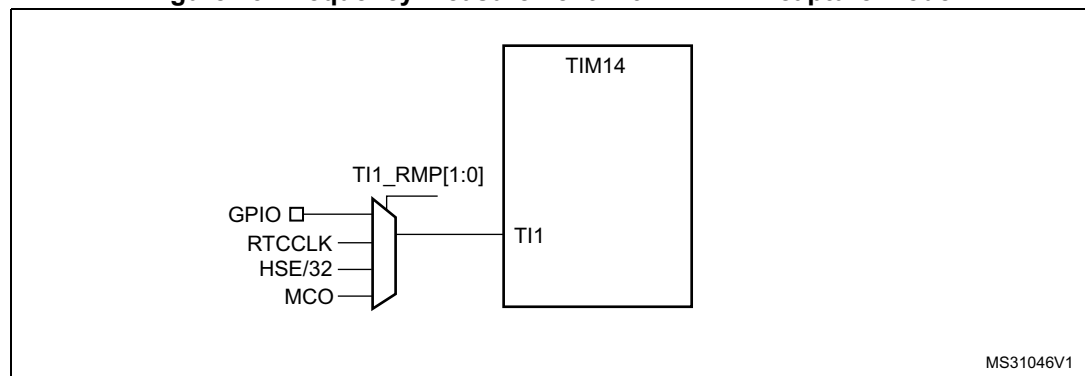 TIM14
TI1_RMP[1:0]
GPIO
RTCCLK
HSE/32
MCO
TI1
MS31046V1